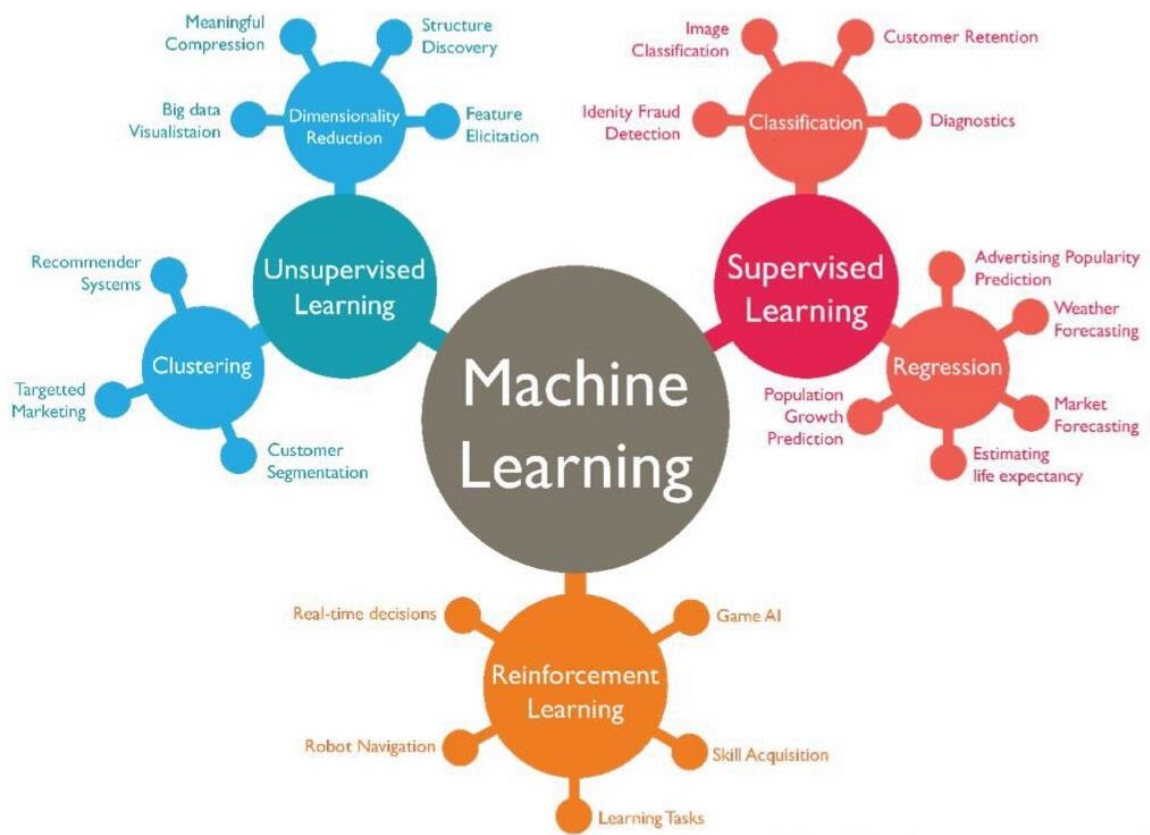 Meaningful
Compression
Structure
Discovery
Big data
Visualistaion
Dimensionality
Reduction
Feature
Elicitation
Image
Classification
Customer Retention
Idenity Fraud
Detection
Classification
Diagnostics
Recommender
Systems
Unsupervised
Learning
Clustering
Targetted
Marketing
Customer
Segmentation
Machine
Learning
Supervised
Learning
Advertising Popularity
Prediction
Weather
Forecasting
Regression
Population
Growth
Prediction
Market
Forecasting
Estimating
life expectancy
Real-time decisions
Game AI
Reinforcement
Learning
Robot Navigation
Skill Acquisition
Learning Tasks